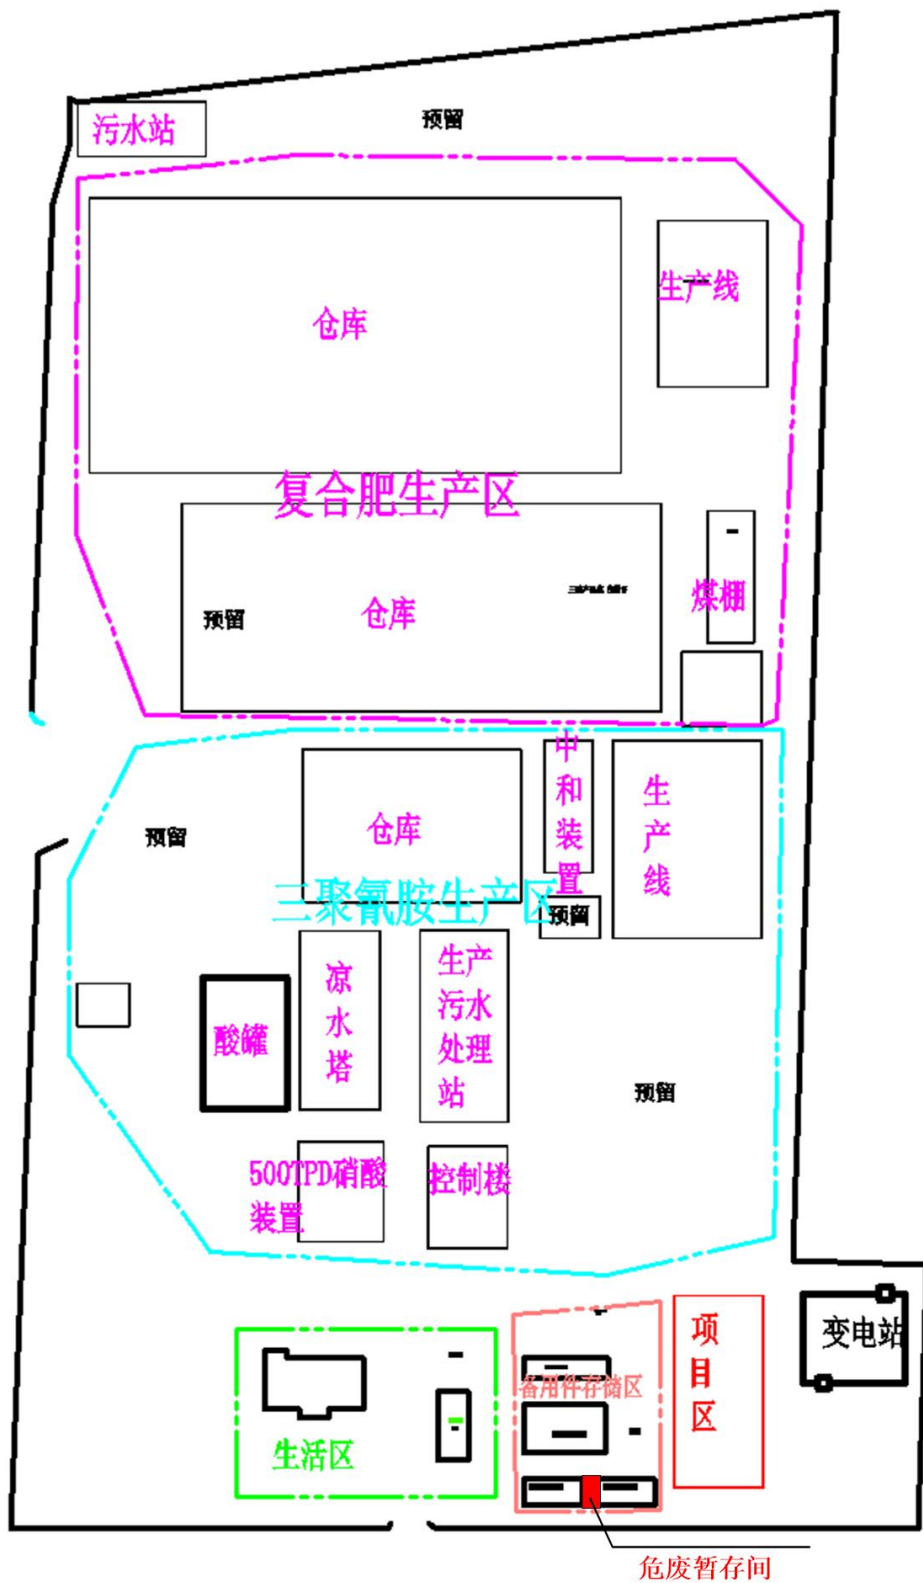 预留
污水站
生产线
仓库
复合肥生产区
煤棚
预留
仓库
中和装置
生产线
仓库
预留
三聚氰胺生产区
预留
凉水塔
生产污水处理站
酸罐
预留
500TPD硝酸
装置
控制楼
项目区
变电站
备用件存储区
生活区
危废暂存间